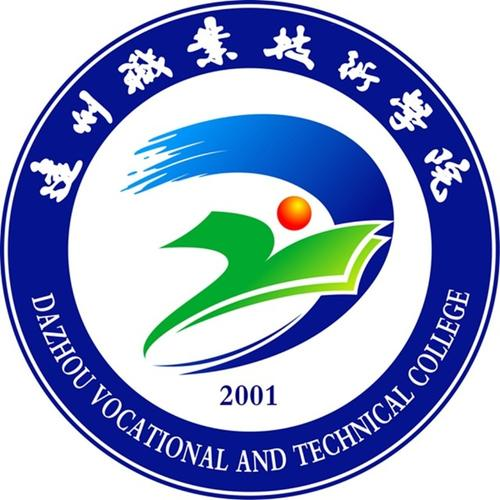 达州职业技术学院
2001
DAZHOU VOCATIONAL AND TECHNICAL COLLEGE